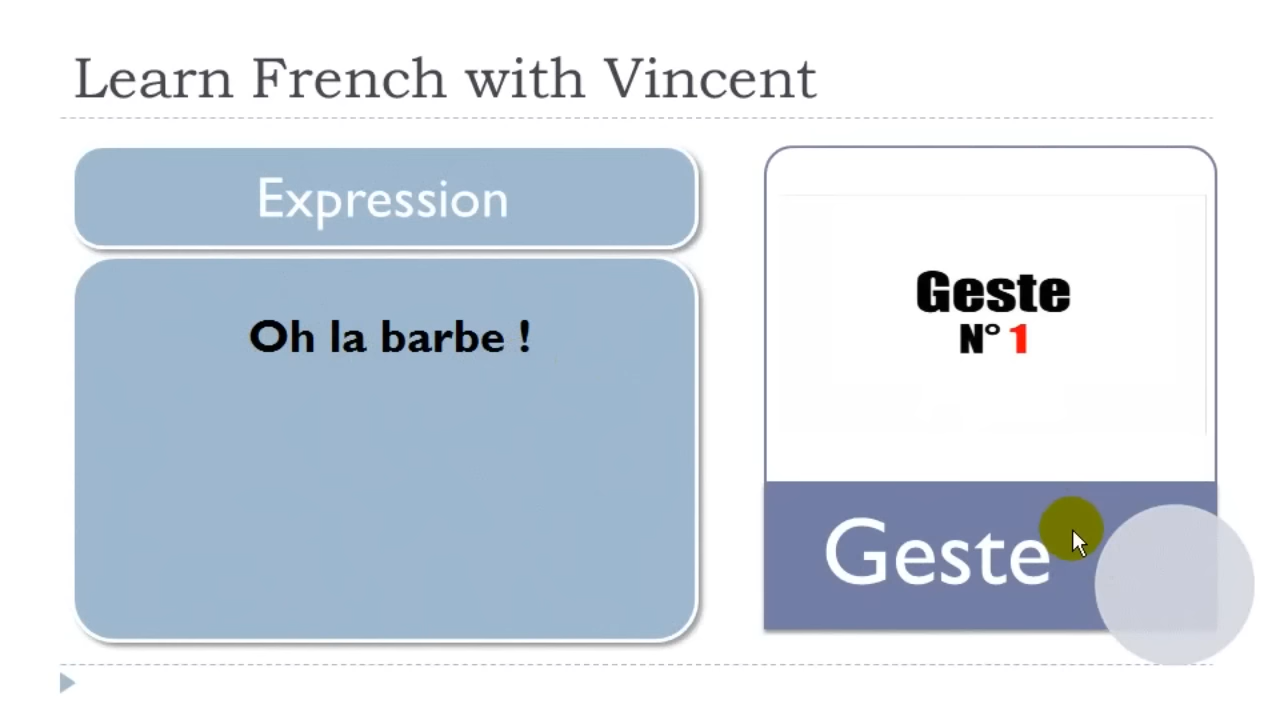 Learn French with Vincent
Expression
Oh la barbe !
Geste
N° 1
Geste